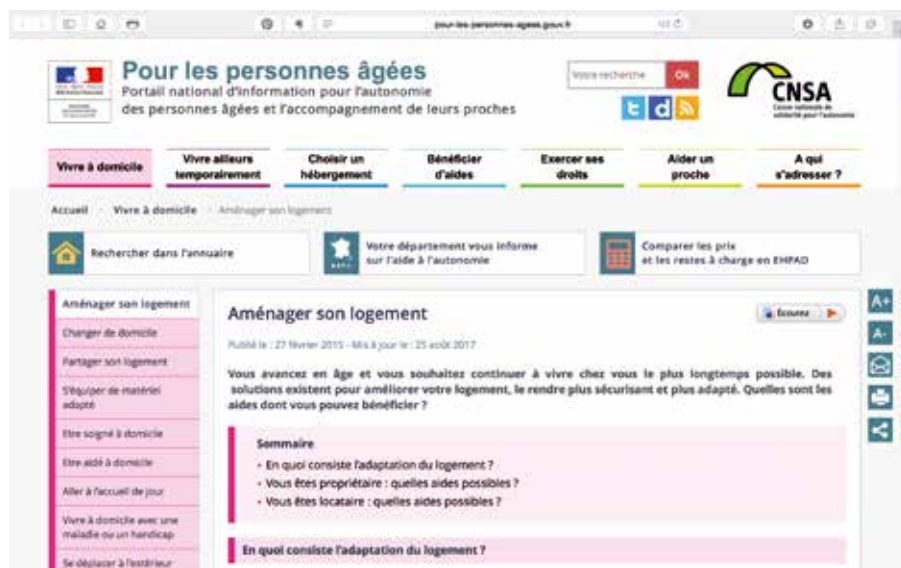 pour-les-personnes-agees.gouv.fr
Pour les personnes âgées
Portail national d'information pour l'autonomie
des personnes âgées et l'accompagnement de leurs proches
Votre recherche
Ok
CNSA
Caisse nationale de
solidarité pour l'autonomie
Vivre à domicile
Vivre ailleurs
temporairement
Choisir un
hébergement
Bénéficier
d'aides
Exercer ses
droits
Aider un
proche
A qui
s'adresser ?
Accueil
Vivre à domicile
Aménager son logement
Rechercher dans l'annuaire
Votre département vous informe
sur l'aide à l'autonomie
Comparer les prix
et les restes à charge en EHPAD
Aménager son logement
Changer de domicile
Partager son logement
S'équiper de matériel
adapté
Etre soigné à domicile
Etre aidé à domicile
Aller à l'accueil de jour
Vivre à domicile avec une
maladie ou un handicap
Se déplacer à l'extérieur
Aménager son logement
Ecoutez
Publié le : 27 février 2015 - Mis à jour le : 25 août 2017
Vous avancez en âge et vous souhaitez continuer à vivre chez vous le plus longtemps possible. Des
solutions existent pour améliorer votre logement, le rendre plus sécurisant et plus adapté. Quelles sont les
aides dont vous pouvez bénéficier ?
Sommaire
• En quoi consiste l'adaptation du logement ?
• Vous êtes propriétaire : quelles aides possibles ?
• Vous êtes locataire : quelles aides possibles ?
En quoi consiste l'adaptation du logement ?
A+
A-